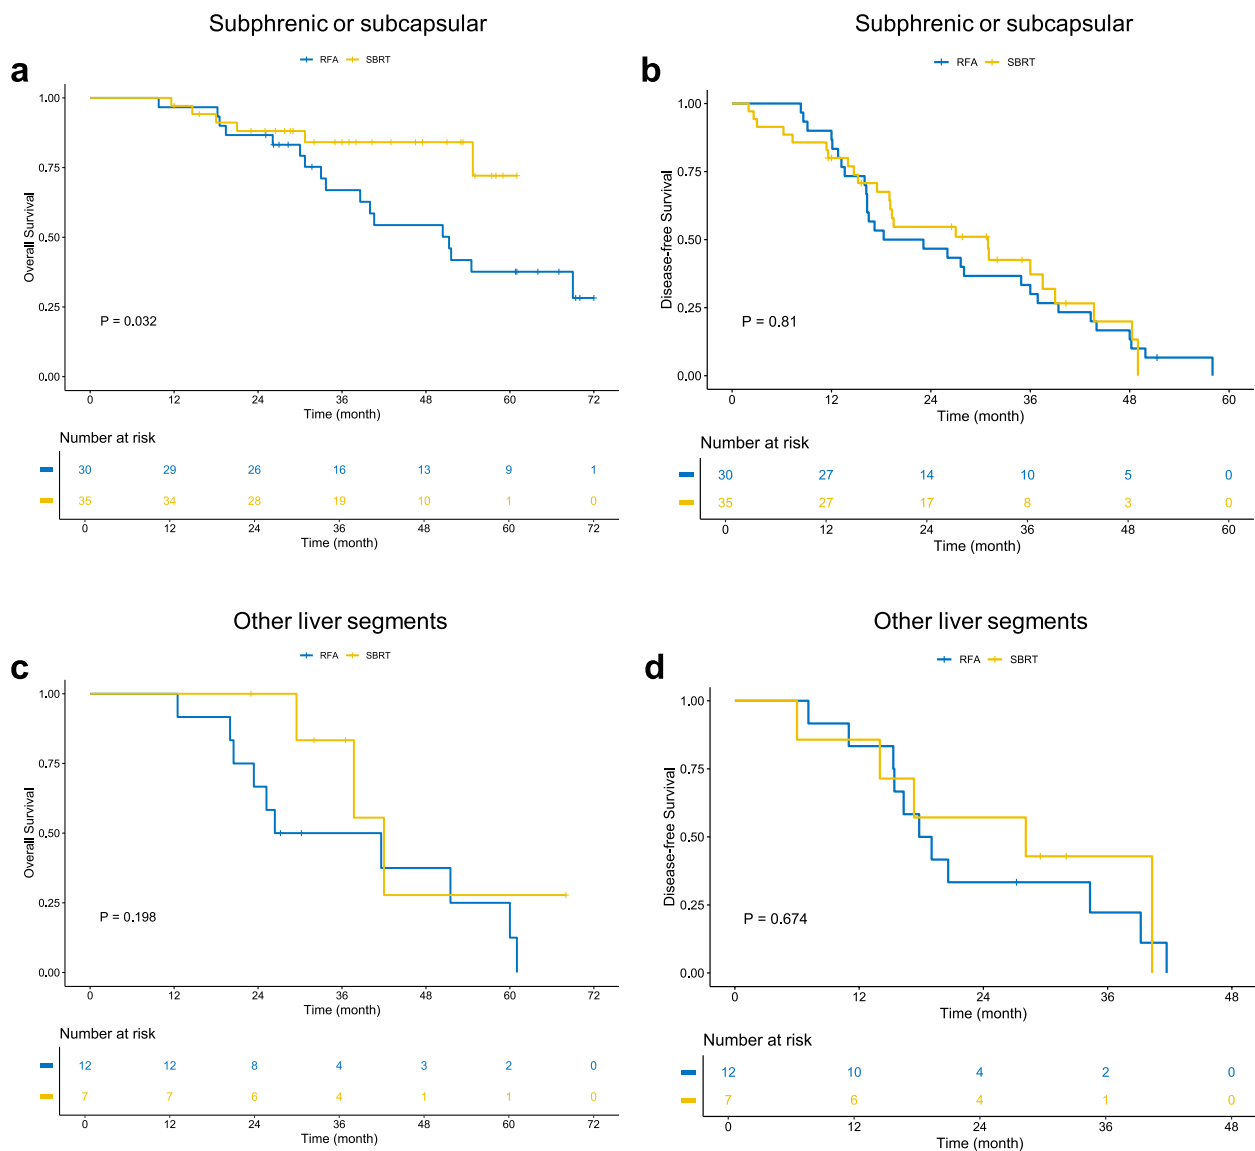 Subphrenic or subcapsular
a
RFA SBRT
1.00
0.75
0.50
0.25
0.00
Overall Survival
P = 0.032
0 12 24 36 48 60 72
Time (month)
Number at risk
30 29 26 16 13 9 1
35 34 28 19 10 1 0
0 12 24 36 48 60 72
Time (month)
Subphrenic or subcapsular
b
RFA SBRT
1.00
0.75
0.50
0.25
0.00
Disease-free Survival
P = 0.81
0 12 24 36 48 60
Time (month)
Number at risk
30 27 14 10 5 0
35 27 17 8 3 0
0 12 24 36 48 60
Time (month)
Other liver segments
c
RFA SBRT
1.00
0.75
0.50
0.25
0.00
Overall Survival
P = 0.198
0 12 24 36 48 60 72
Time (month)
Number at risk
12 12 8 4 3 2 0
7 7 6 4 1 1 0
0 12 24 36 48 60 72
Time (month)
Other liver segments
d
RFA SBRT
1.00
0.75
0.50
0.25
0.00
Disease-free Survival
P = 0.674
0 12 24 36 48
Time (month)
Number at risk
12 10 4 2 0
7 6 4 1 0
0 12 24 36 48
Time (month)